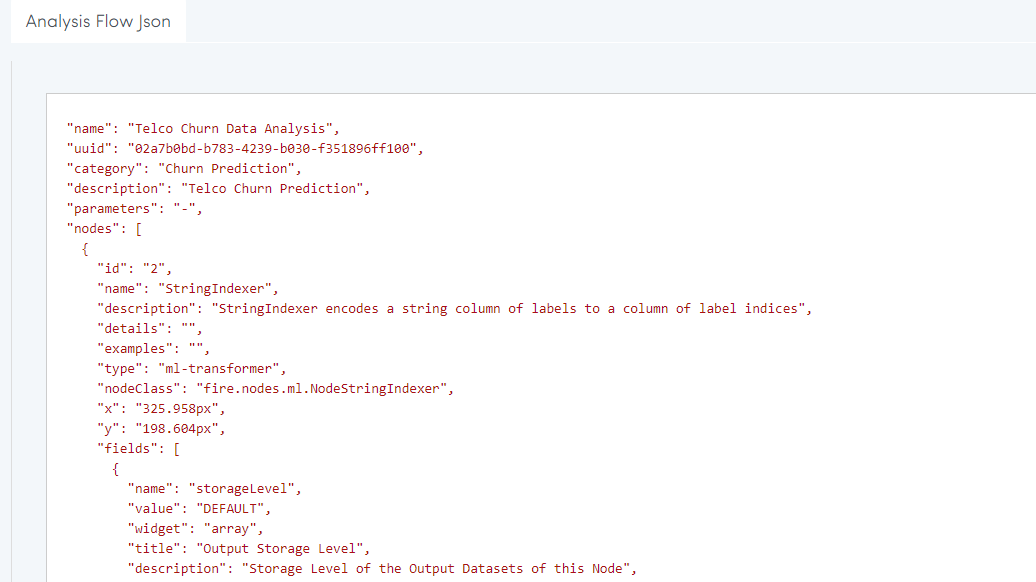 Analysis Flow Json
"name": "Telco Churn Data Analysis",
"uuid": "02a7b0bd-b783-4239-b030-f351896ff100",
"category": "Churn Prediction",
"description": "Telco Churn Prediction",
"parameters": "-",
"nodes": [
{
"id": "2",
"name": "StringIndexer",
"description": "StringIndexer encodes a string column of labels to a column of label indices",
"details": "",
"examples": "",
"type": "ml-transformer",
"nodeClass": "fire.nodes.ml.NodeStringIndexer",
"x": "325.958px",
"y": "198.604px",
"fields": [
{
"name": "storageLevel",
"value": "DEFAULT",
"widget": "array",
"title": "Output Storage Level",
"description": "Storage Level of the Output Datasets of this Node",